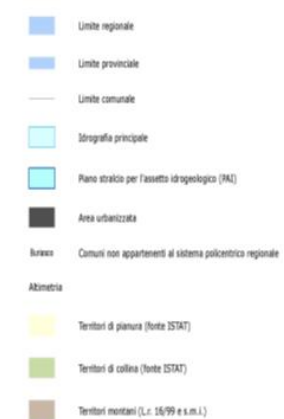 Limite regionale
Limite provinciale
Limite comunale
Idrografia principale
Piano stralcio per l'assetto idrogeologico (PAI)
Area urbanizzata
Buriasco Comuni non appartenenti al sistema policentrico regionale
Altimetria
Territori di pianura (fonte ISTAT)
Territori di collina (fonte ISTAT)
Territori montani (L.r. 16/99 e s.m.i.)